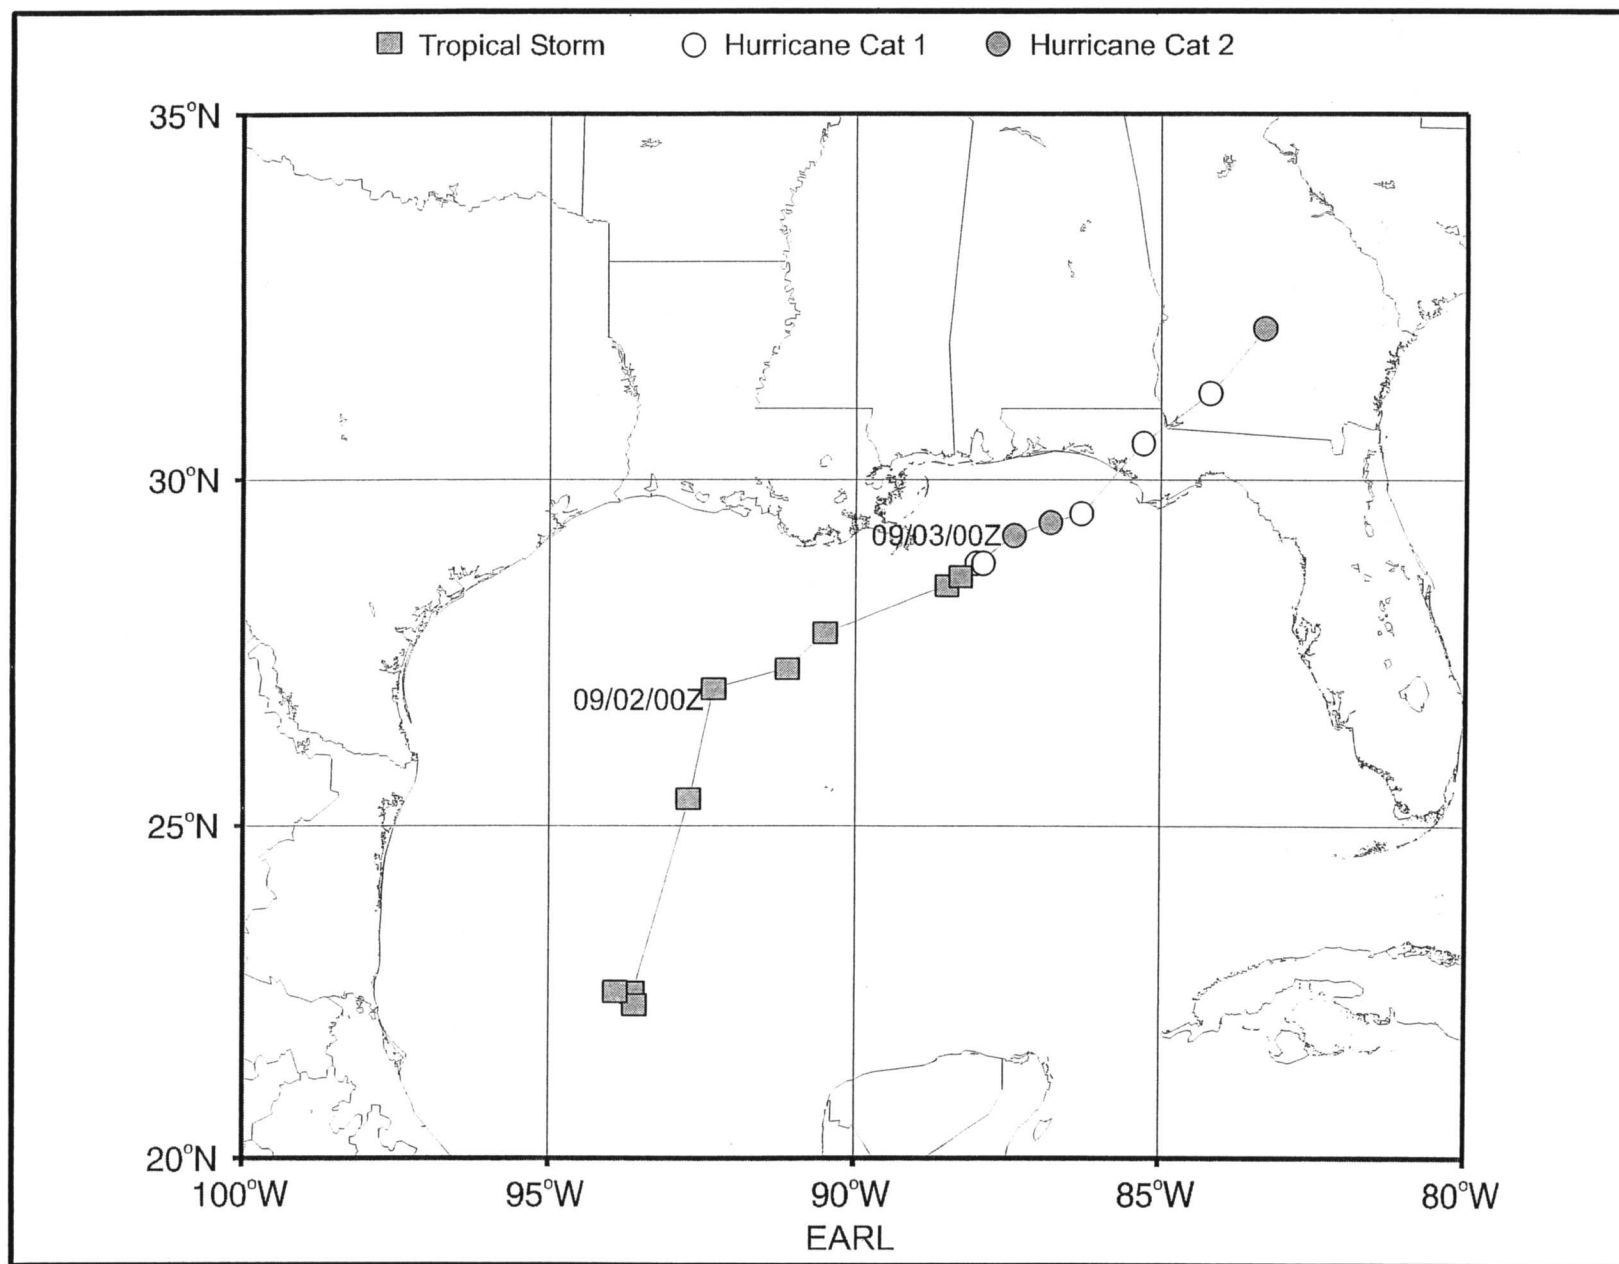 Tropical Storm Hurricane Cat 1 Hurricane Cat 2
35°N
30°N
09/03/00Z
09/02/00Z
25°N
20°N
100°W 95°W 90°W 85°W 80°W
EARL